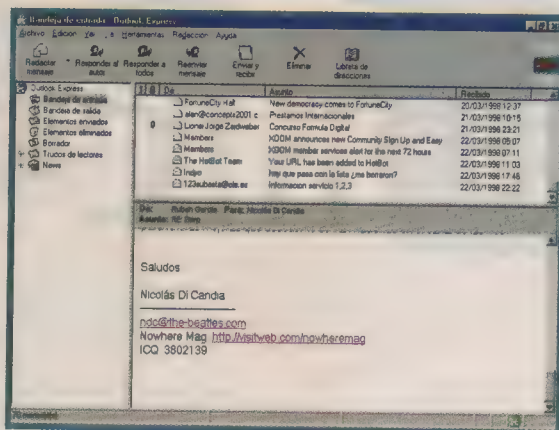 Bandeja de entrada - Outlook Express
Archivo Edición Ver Herramientas Redacción Ayuda
Redactar mensaje
Responder al autor
Responder a todos
Reenviar mensaje
Enviar y recibir
Eliminar
Libreta de direcciones
Outlook Express
Bandeja de entrada
Bandeja de salida
Elementos enviados
Elementos eliminados
Borrador
Trucos de lectores
News
De Asunto Recibido
FortuneCity Hall New democracy comes to FortuneCity 20/03/1998 12:37
alan@concepts2001.c Prestamos Internacionales 21/03/1998 10:15
Lionel Jorge Zaidweber Concurso Formula Digital 21/03/1998 23:21
Members XOOM announces new Community Sign Up and Easy 22/03/1998 05:07
Members XOOM member services alert for the next 72 hours 22/03/1998 07:11
The HotBot Team Your URL has been added to HotBot 22/03/1998 11:03
hey que pasa con la lista ¿me borraron? 22/03/1998 17:48
123subasta@ole.es informacion servicio 1,2,3 22/03/1998 22:22
De: Ruben Garcia Para: Nicolás Di Candia
Asunto: RE:
Saludos
Nicolás Di Candia
ndc@the-beatles.com
Nowhere Mag http://visitweb.com/nowheremag
ICQ 3802139